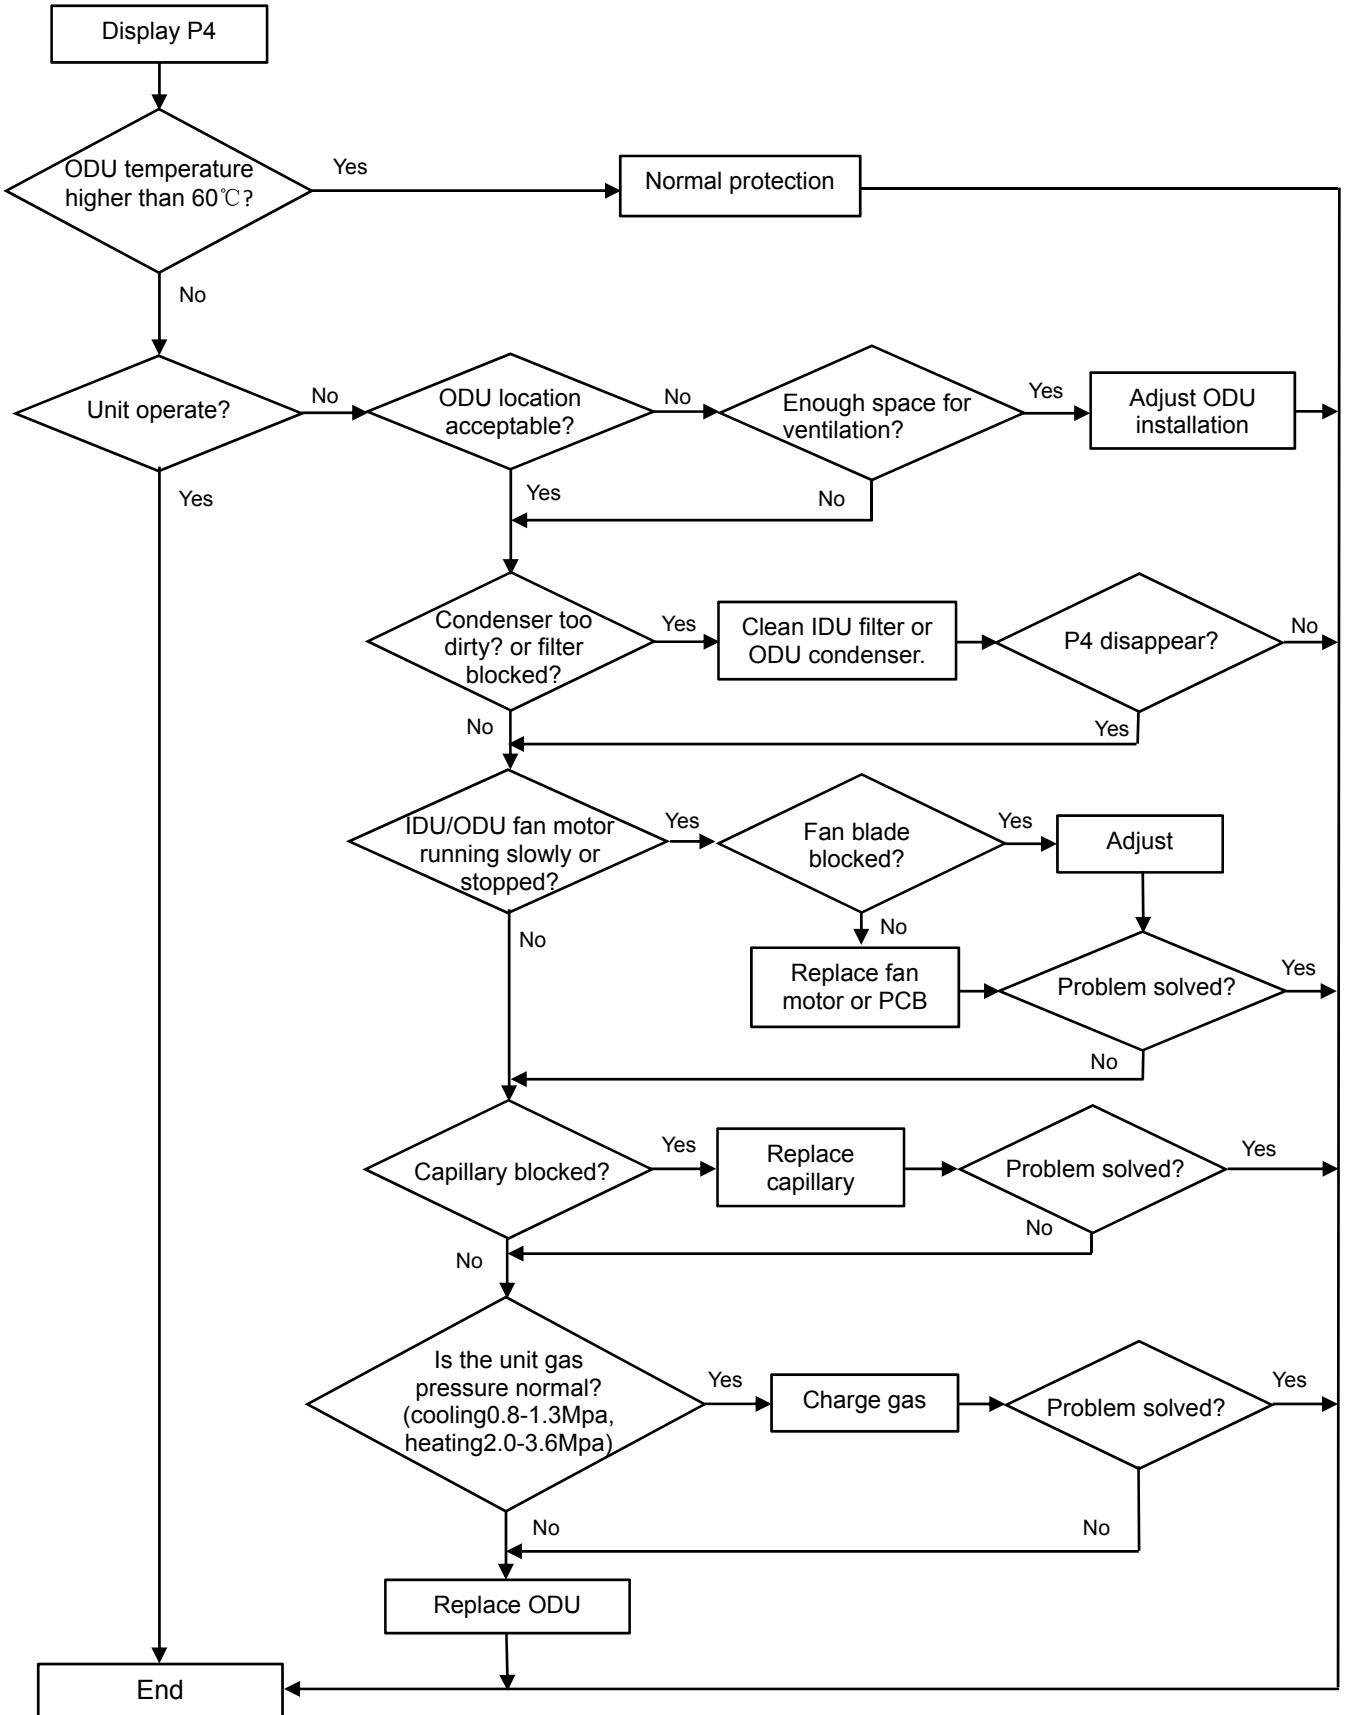 Display P4
ODU temperature
higher than 60℃?
Yes
Normal protection
No
Unit operate?
No
ODU location
acceptable?
No
Enough space for
ventilation?
Yes
Adjust ODU
installation
Yes
Yes
No
Condenser too
dirty? or filter
blocked?
Yes
Clean IDU filter or
ODU condenser.
P4 disappear?
No
No
Yes
IDU/ODU fan motor
running slowly or
stopped?
Yes
Fan blade
blocked?
Yes
Adjust
No
No
Replace fan
motor or PCB
Problem solved?
Yes
No
Capillary blocked?
Yes
Replace
capillary
Problem solved?
Yes
No
No
Is the unit gas
pressure normal?
(cooling0.8-1.3Mpa,
heating2.0-3.6Mpa)
Yes
Charge gas
Problem solved?
Yes
No
No
Replace ODU
End